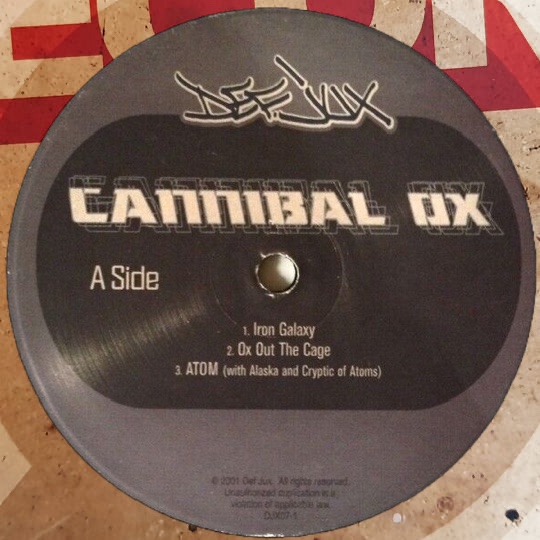 DEF JUX
CANNIBAL OX
A Side
1. Iron Galaxy
2. Ox Out The Cage
3. ATOM (with Alaska and Cryptic of Atoms)
© 2001 Def Jux. All rights reserved.
Unauthorized duplication is a
violation of applicable law.